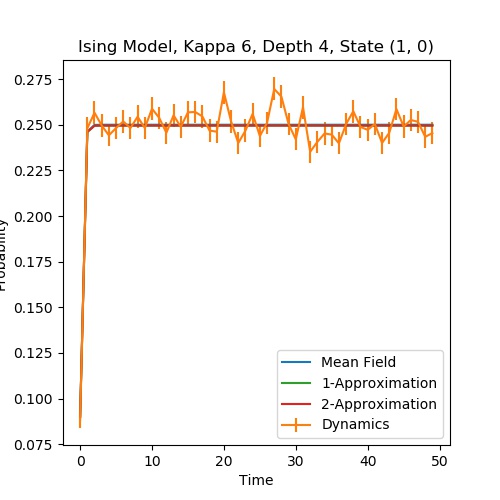 Ising Model, Kappa 6, Depth 4, State (1, 0)
0.275
0.250
0.225
0.200
0.175
0.150
0.125
0.100
0.075
Probability
Mean Field
1-Approximation
2-Approximation
Dynamics
0 10 20 30 40 50
Time